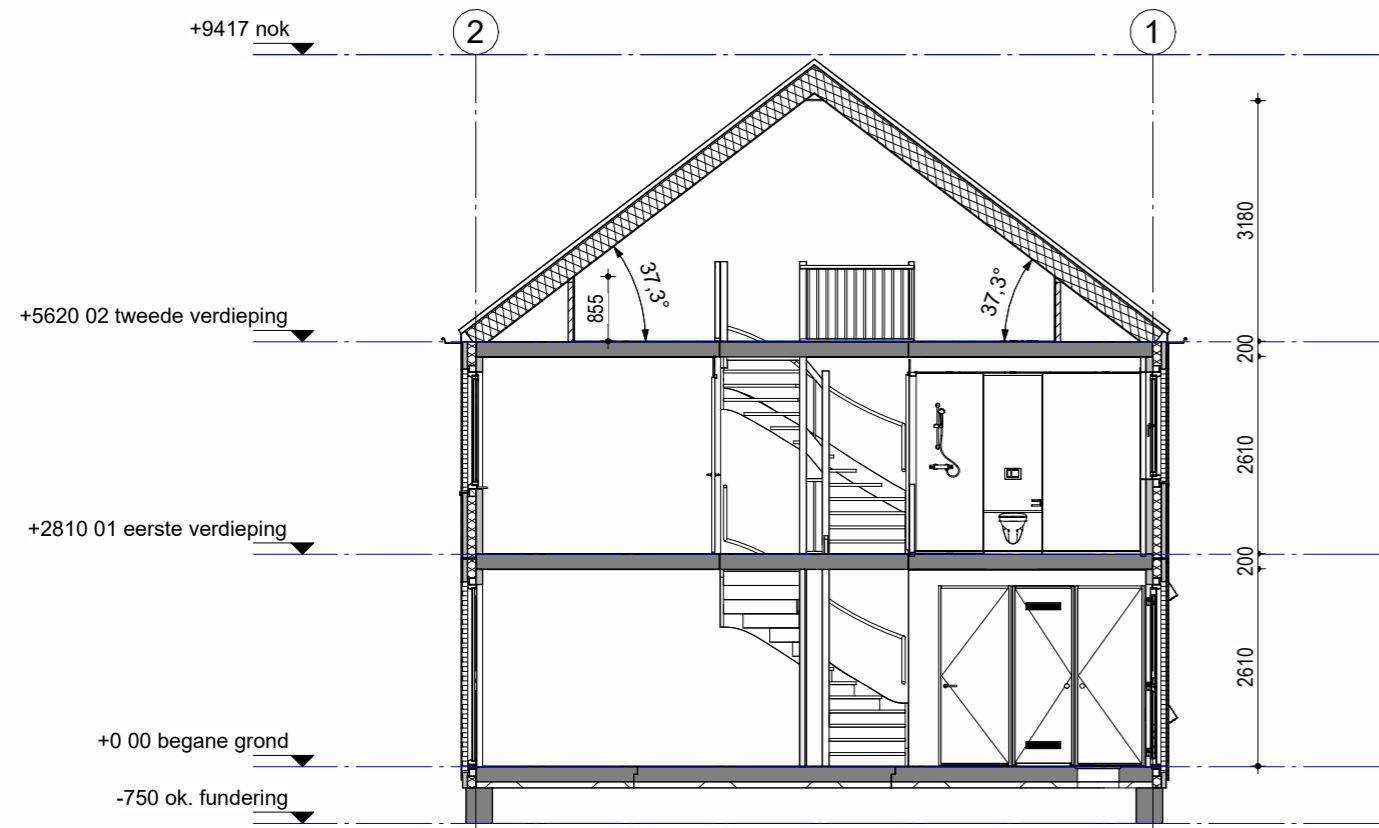 +9417 nok
2
1
3180
37,3°
37,3°
855
+5620 02 tweede verdieping
200
2610
+2810 01 eerste verdieping
200
2610
+0 00 begane grond
-750 ok. fundering